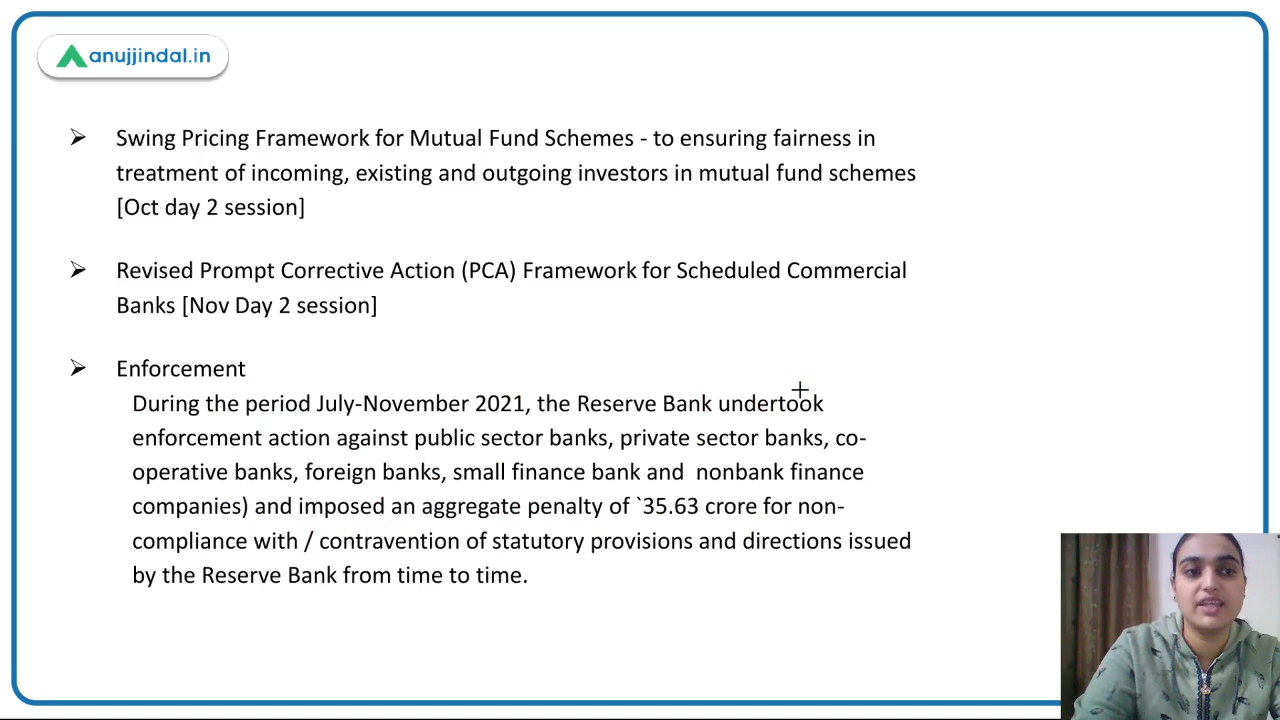 anujjindal.in
Swing Pricing Framework for Mutual Fund Schemes - to ensuring fairness in
treatment of incoming, existing and outgoing investors in mutual fund schemes
[Oct day 2 session]
Revised Prompt Corrective Action (PCA) Framework for Scheduled Commercial
Banks [Nov Day 2 session]
Enforcement
During the period July-November 2021, the Reserve Bank undertook
enforcement action against public sector banks, private sector banks, co-
operative banks, foreign banks, small finance bank and  nonbank finance
companies) and imposed an aggregate penalty of `35.63 crore for non-
compliance with / contravention of statutory provisions and directions issued
by the Reserve Bank from time to time.